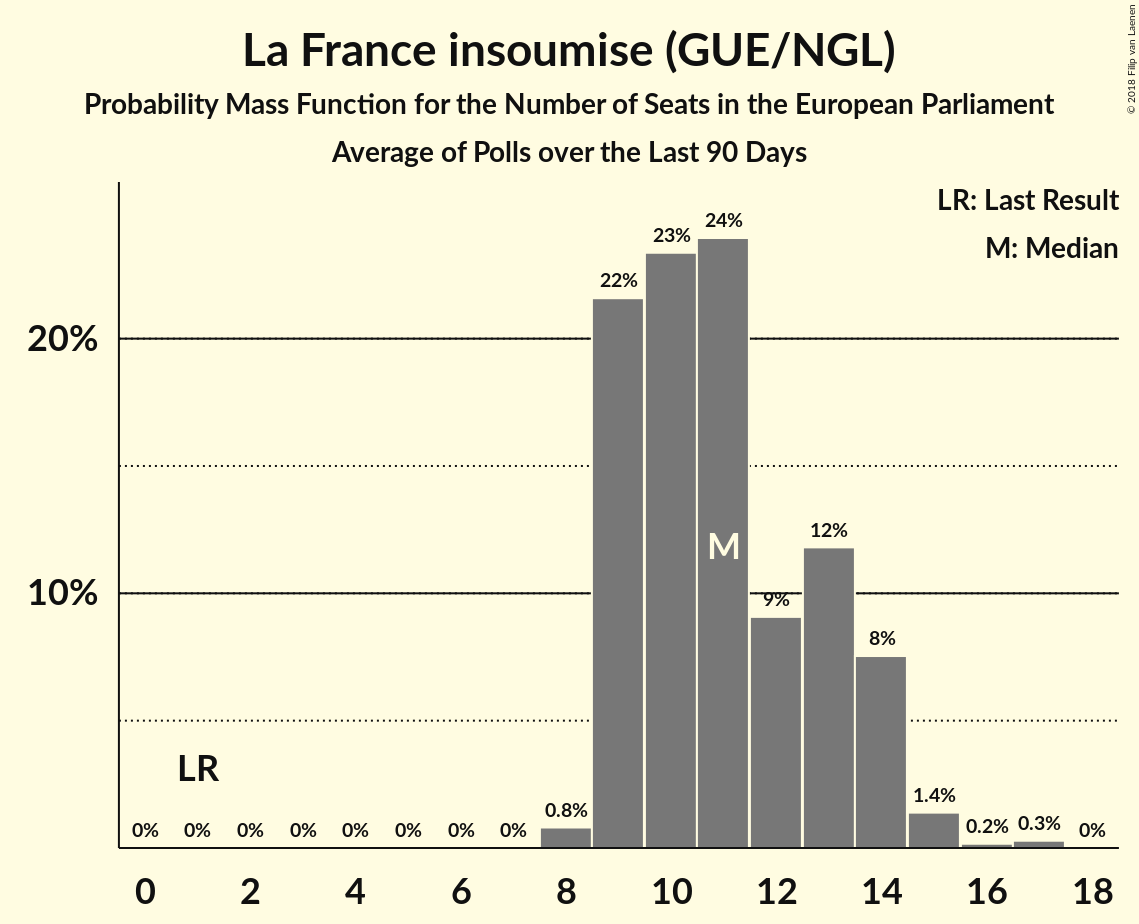 La France insoumise (GUE/NGL)
Probability Mass Function for the Number of Seats in the European Parliament
Average of Polls over the Last 90 Days
© 2018 Filip van Laenen
LR: Last Result
M: Median
20%
10%
0%
0%
0%
0%
0%
0%
0%
0%
0.8%
22%
23%
24%
9%
12%
8%
1.4%
0.2%
0.3%
0%
LR
M
0 2 4 6 8 10 12 14 16 18